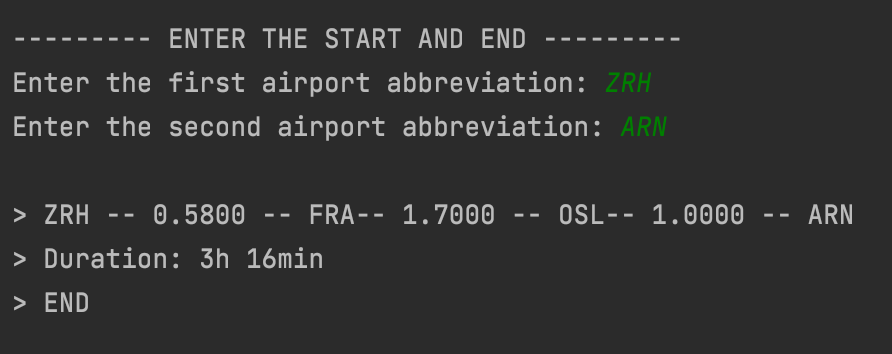 --------- ENTER THE START AND END ---------
Enter the first airport abbreviation: ZRH
Enter the second airport abbreviation: ARN
> ZRH -- 0.5800 -- FRA-- 1.7000 -- OSL-- 1.0000 -- ARN
> Duration: 3h 16min
> END